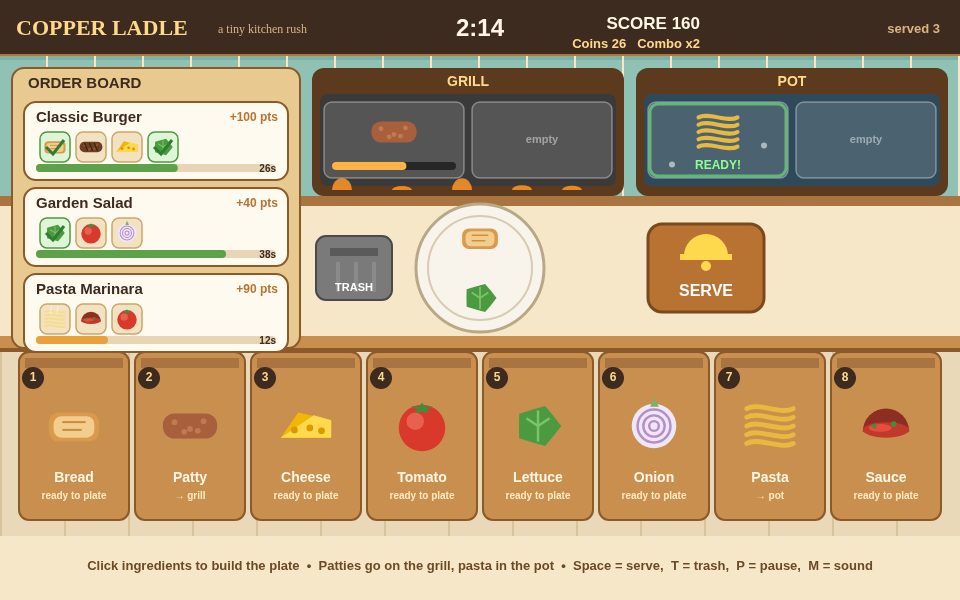 COPPER LADLE
a tiny kitchen rush
2:14
SCORE 160
Coins 26 Combo x2
served 3
ORDER BOARD
Classic Burger
+100 pts
26s
Garden Salad
+40 pts
38s
Pasta Marinara
+90 pts
12s
GRILL
empty
POT
READY!
empty
TRASH
SERVE
1
2
3
4
5
6
7
8
Bread
ready to plate
Patty
→ grill
Cheese
ready to plate
Tomato
ready to plate
Lettuce
ready to plate
Onion
ready to plate
Pasta
→ pot
Sauce
ready to plate
Click ingredients to build the plate • Patties go on the grill, pasta in the pot • Space = serve, T = trash, P = pause, M = sound